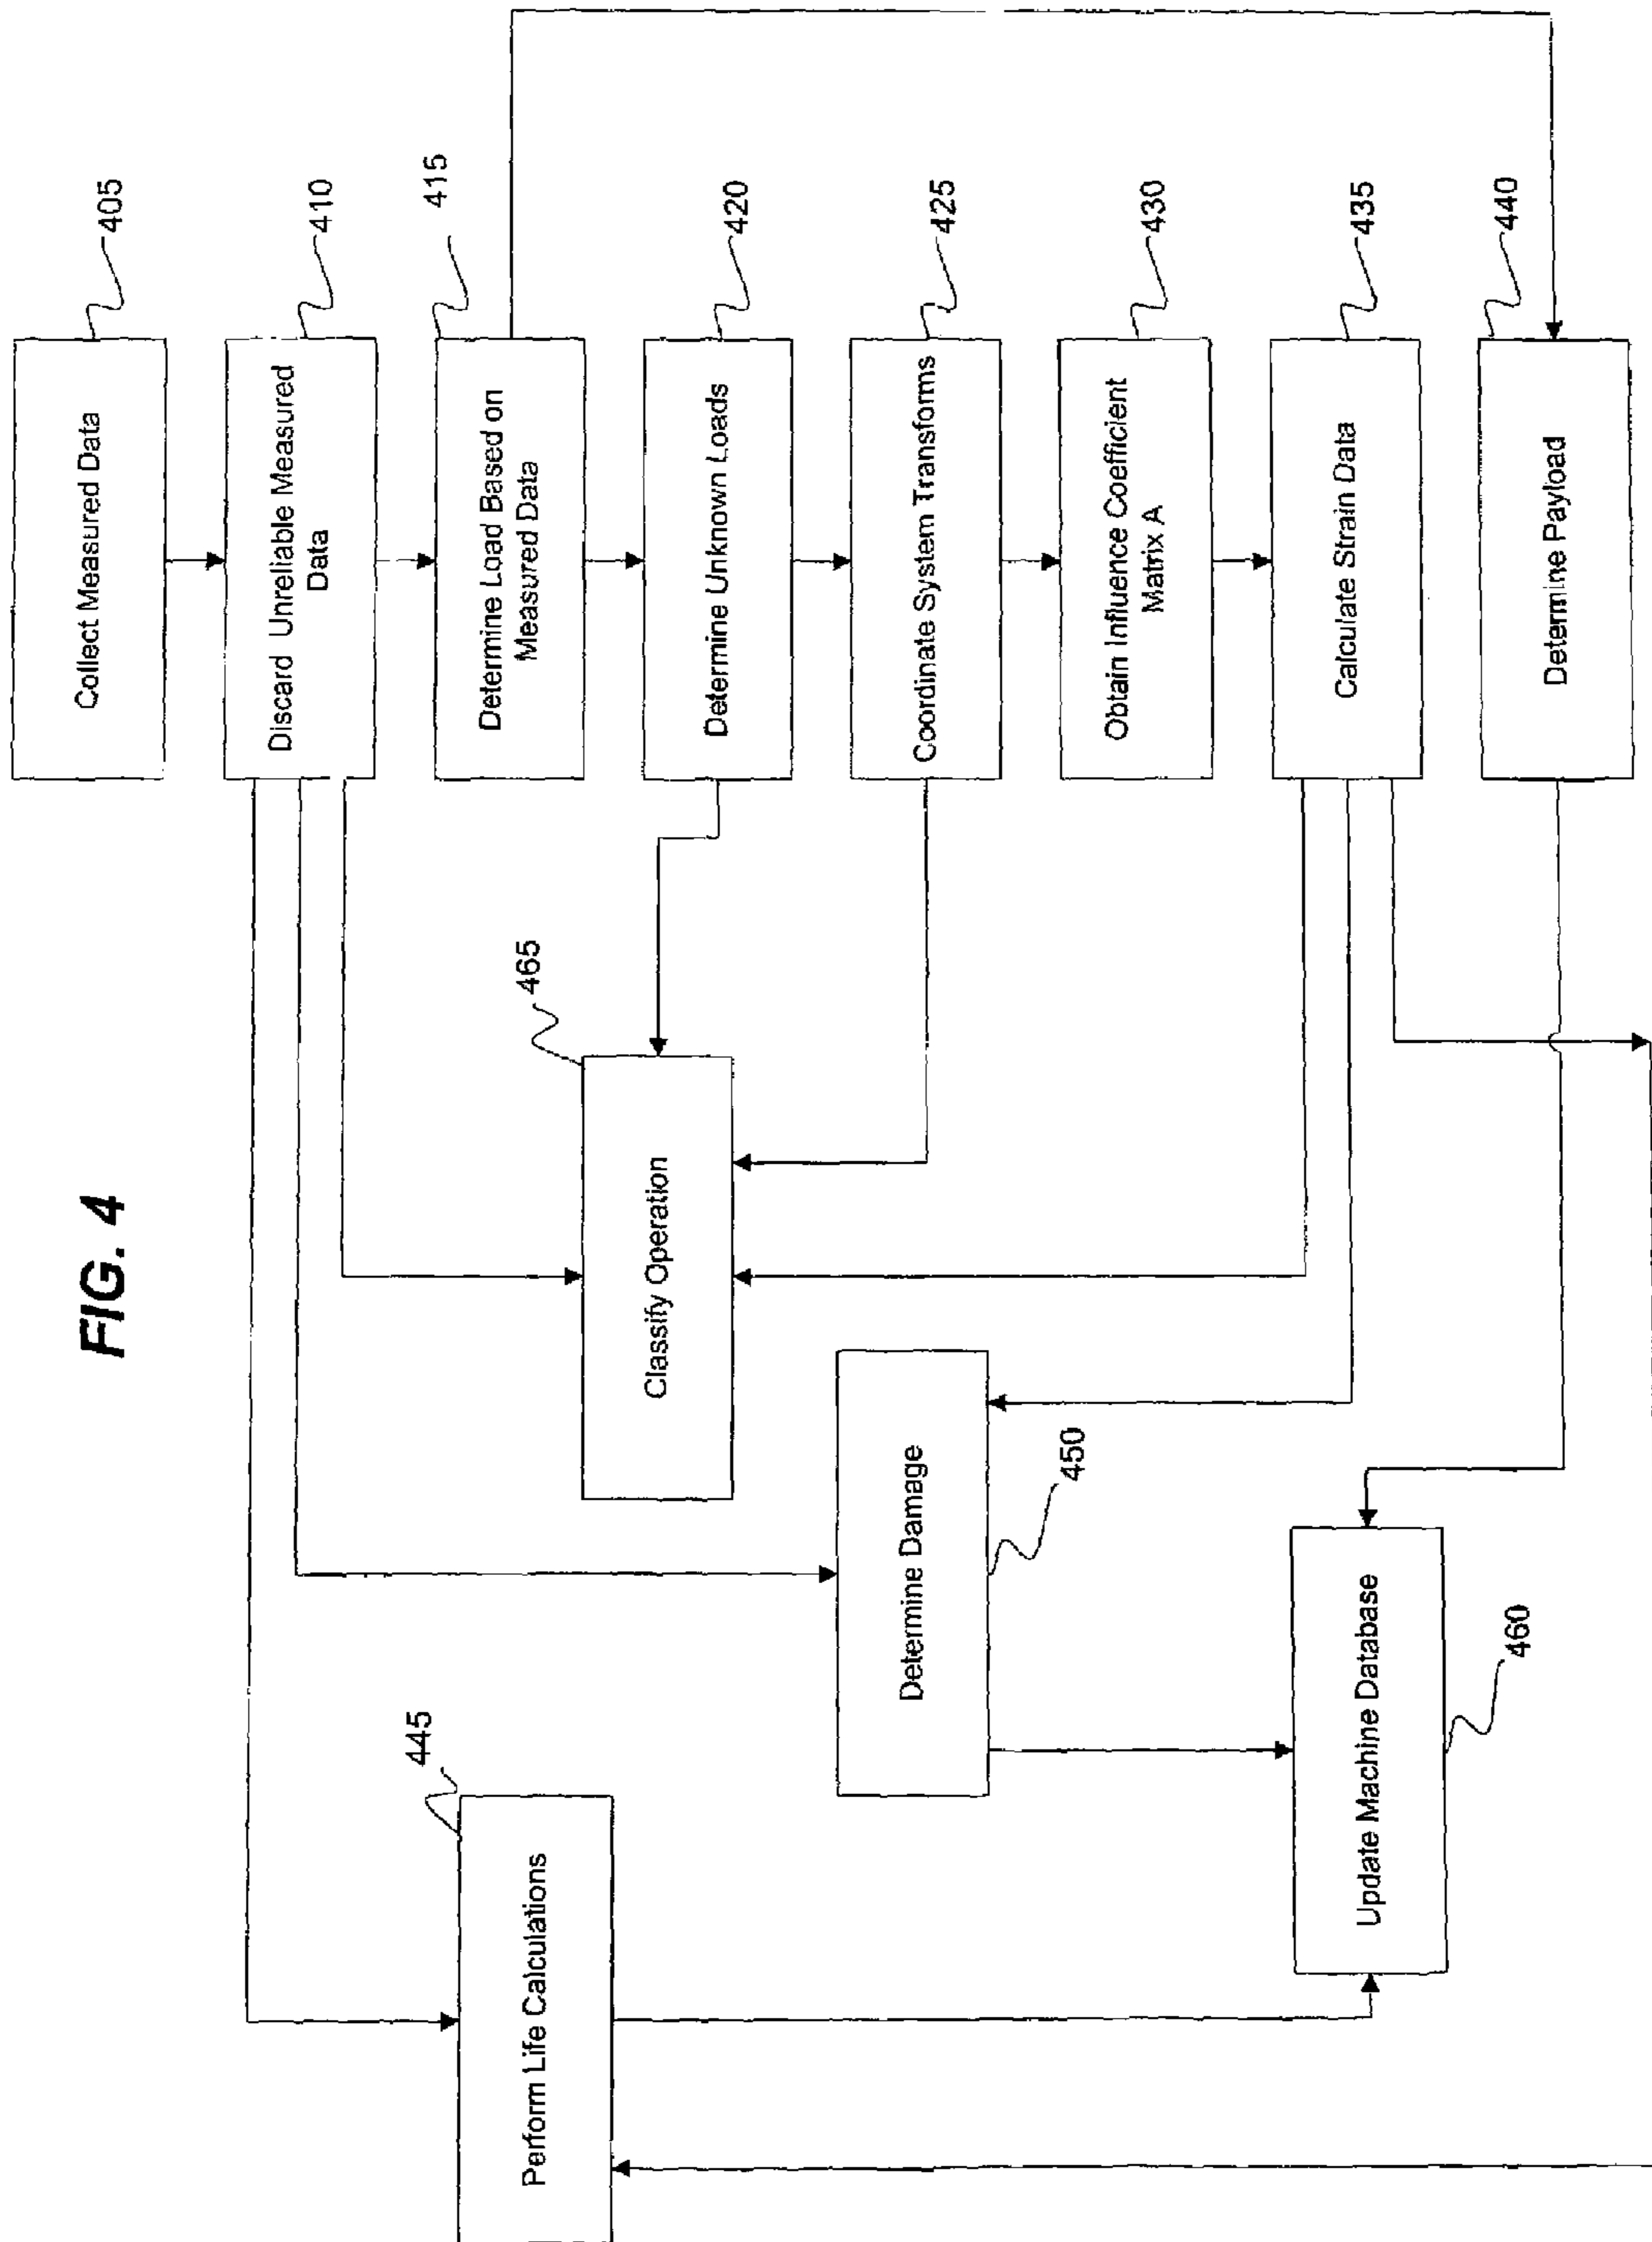 FIG. 4
Collect Measured Data
405
Discard Unreliable Measured
Data
410
Determine Load Based on
Measured Data
415
Determine Unknown Loads
420
Coordinate System Transforms
425
Obtain Influence Coefficient
Matrix A
430
Calculate Strain Data
435
Determine Payload
440
Classify Operation
465
Determine Damage
450
Perform Life Calculations
445
Update Machine Database
460